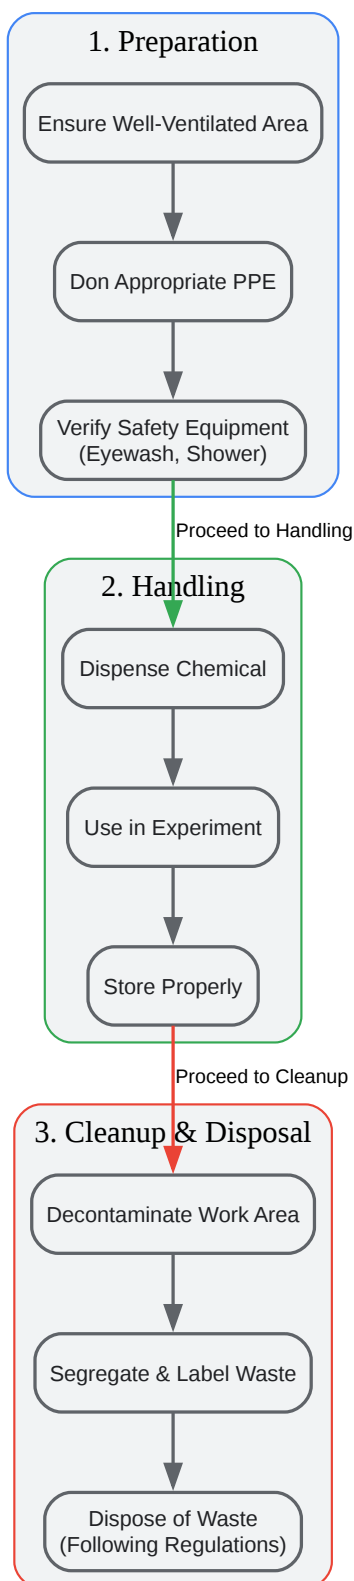 1. Preparation
Ensure Well-Ventilated Area
Don Appropriate PPE
Verify Safety Equipment
(Eyewash, Shower)
Proceed to Handling
2. Handling
Dispense Chemical
Use in Experiment
Store Properly
Proceed to Cleanup
3. Cleanup & Disposal
Decontaminate Work Area
Segregate & Label Waste
Dispose of Waste
(Following Regulations)